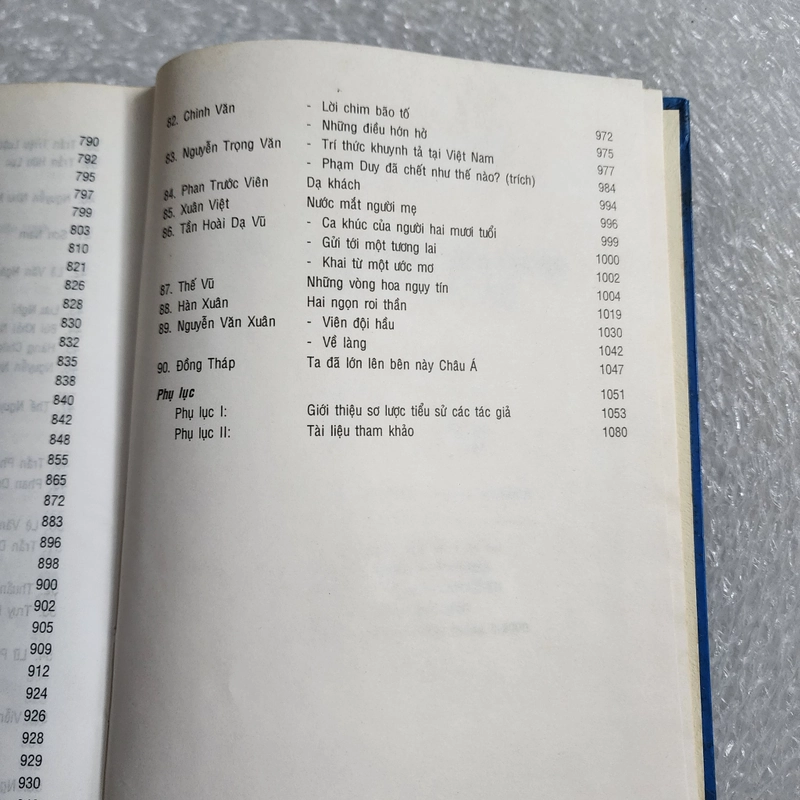 790
792
795
797
799
803
810
821
826
828
830
832
835
838
840
842
848
855
865
872
883
896
898
900
902
905
909
912
924
926
928
929
930
82. Chinh Văn - Lời chim bão tố 972
- Những điều hớn hở 975
83. Nguyễn Trọng Văn - Trí thức khuynh tả tại Việt Nam 977
- Phạm Duy đã chết như thế nào? (trích) 984
84. Phan Trước Viên Dạ khách 994
85. Xuân Việt Nước mắt người mẹ 996
86. Tần Hoài Dạ Vũ - Ca khúc của người hai mươi tuổi 999
- Gửi tới một tương lai 1000
- Khai từ một ước mơ 1002
87. Thế Vũ Những vòng hoa ngụy tín 1004
88. Hàn Xuân Hai ngọn roi thần 1019
89. Nguyễn Văn Xuân - Viên đội hầu 1030
- Về làng 1042
90. Đồng Tháp Ta đã lớn lên bên này Châu Á 1047
Phụ lục 1051
Phụ lục I: Giới thiệu sơ lược tiểu sử các tác giả 1053
Phụ lục II: Tài liệu tham khảo 1080